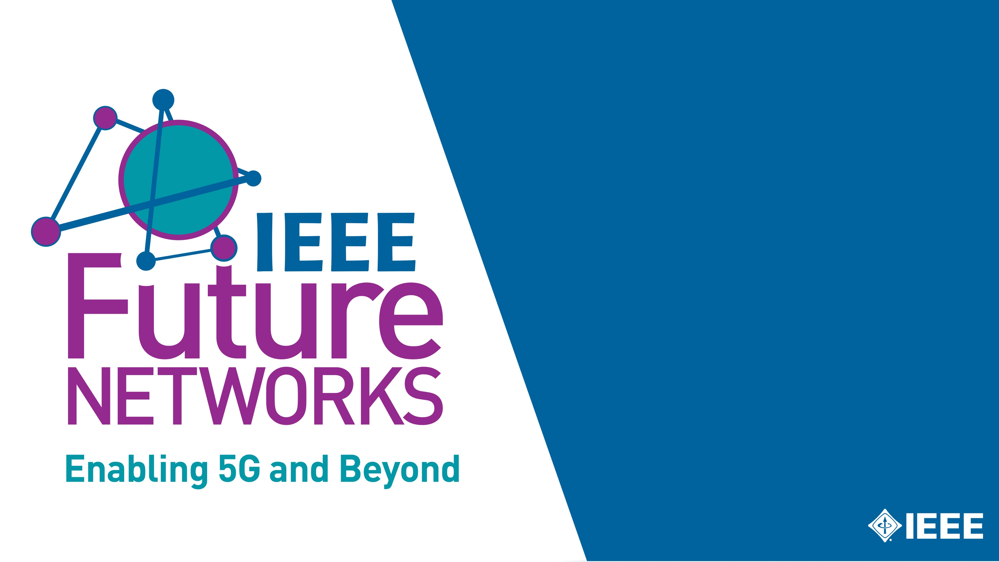 IEEE
Future
NETWORKS
Enabling 5G and Beyond
IEEE